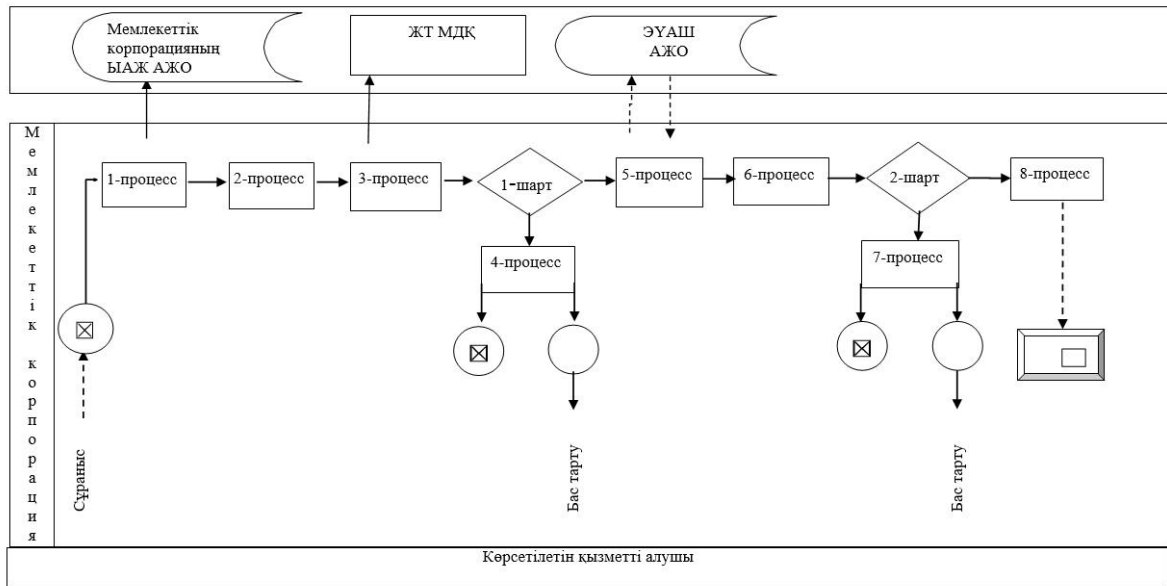 Мемлекеттік
корпорацияның
ЫАЖ АЖО
ЖТ МДҚ
ЭҮАШ
АЖО
Мемлекеттік корпорация
1-процесс
2-процесс
3-процесс
1-шарт
5-процесс
6-процесс
2-шарт
8-процесс
4-процесс
7-процесс
Сұраныс
Бас тарту
Бас тарту
Көрсетілетін қызметті алушы